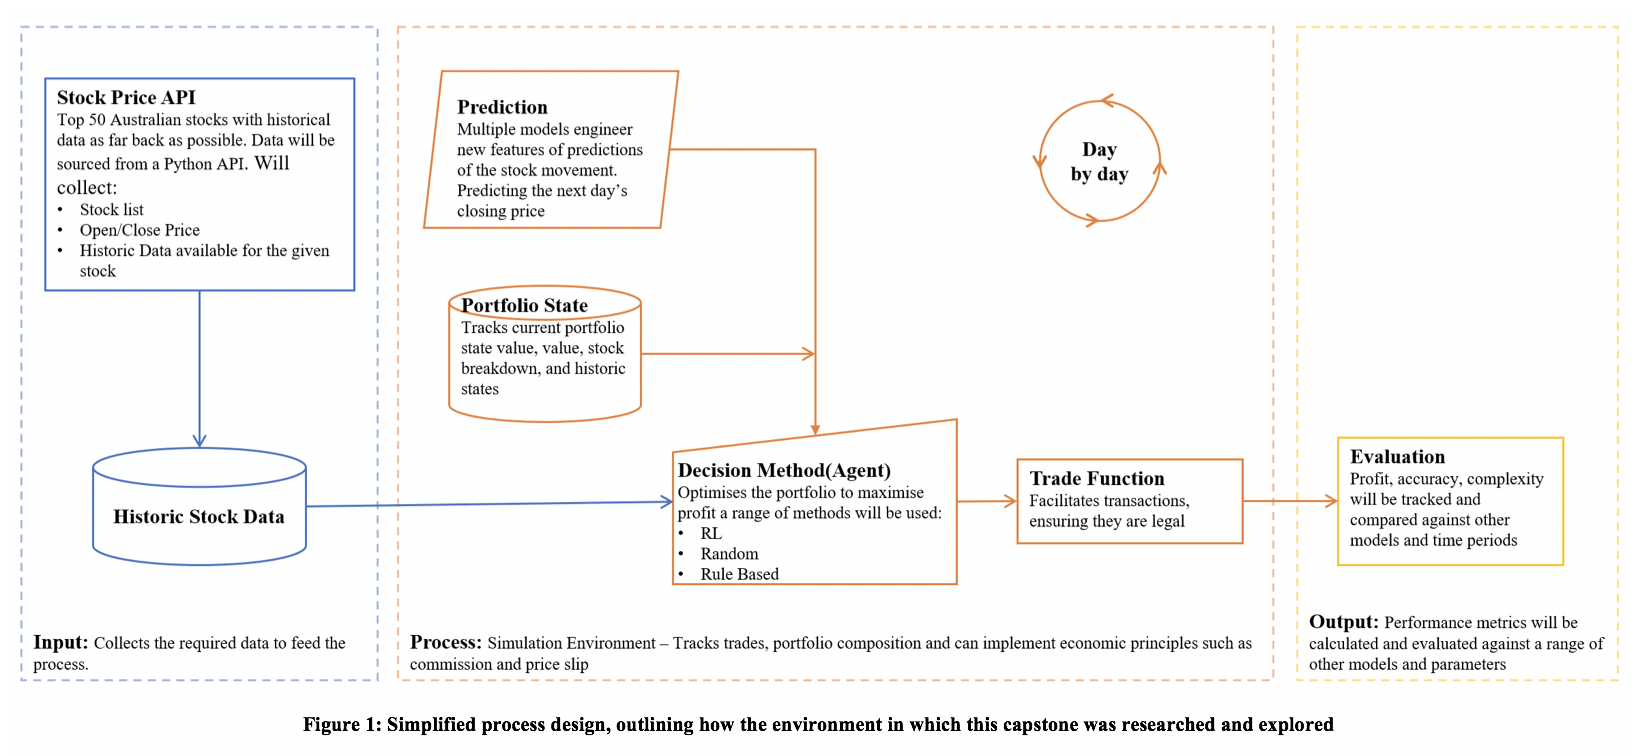 Stock Price API
Top 50 Australian stocks with historical
data as far back as possible. Data will be
sourced from a Python API. Will
collect:
• Stock list
• Open/Close Price
• Historic Data available for the given
stock
Historic Stock Data
Input: Collects the required data to feed the
process.
Prediction
Multiple models engineer
new features of predictions
of the stock movement.
Predicting the next day’s
closing price
Day
by day
Portfolio State
Tracks current portfolio
state value, value, stock
breakdown, and historic
states
Decision Method(Agent)
Optimises the portfolio to maximise
profit a range of methods will be used:
• RL
• Random
• Rule Based
Trade Function
Facilitates transactions,
ensuring they are legal
Process: Simulation Environment – Tracks trades, portfolio composition and can implement economic principles such as
commission and price slip
Evaluation
Profit, accuracy, complexity
will be tracked and
compared against other
models and time periods
Output: Performance metrics will be
calculated and evaluated against a range of
other models and parameters
Figure 1: Simplified process design, outlining how the environment in which this capstone was researched and explored